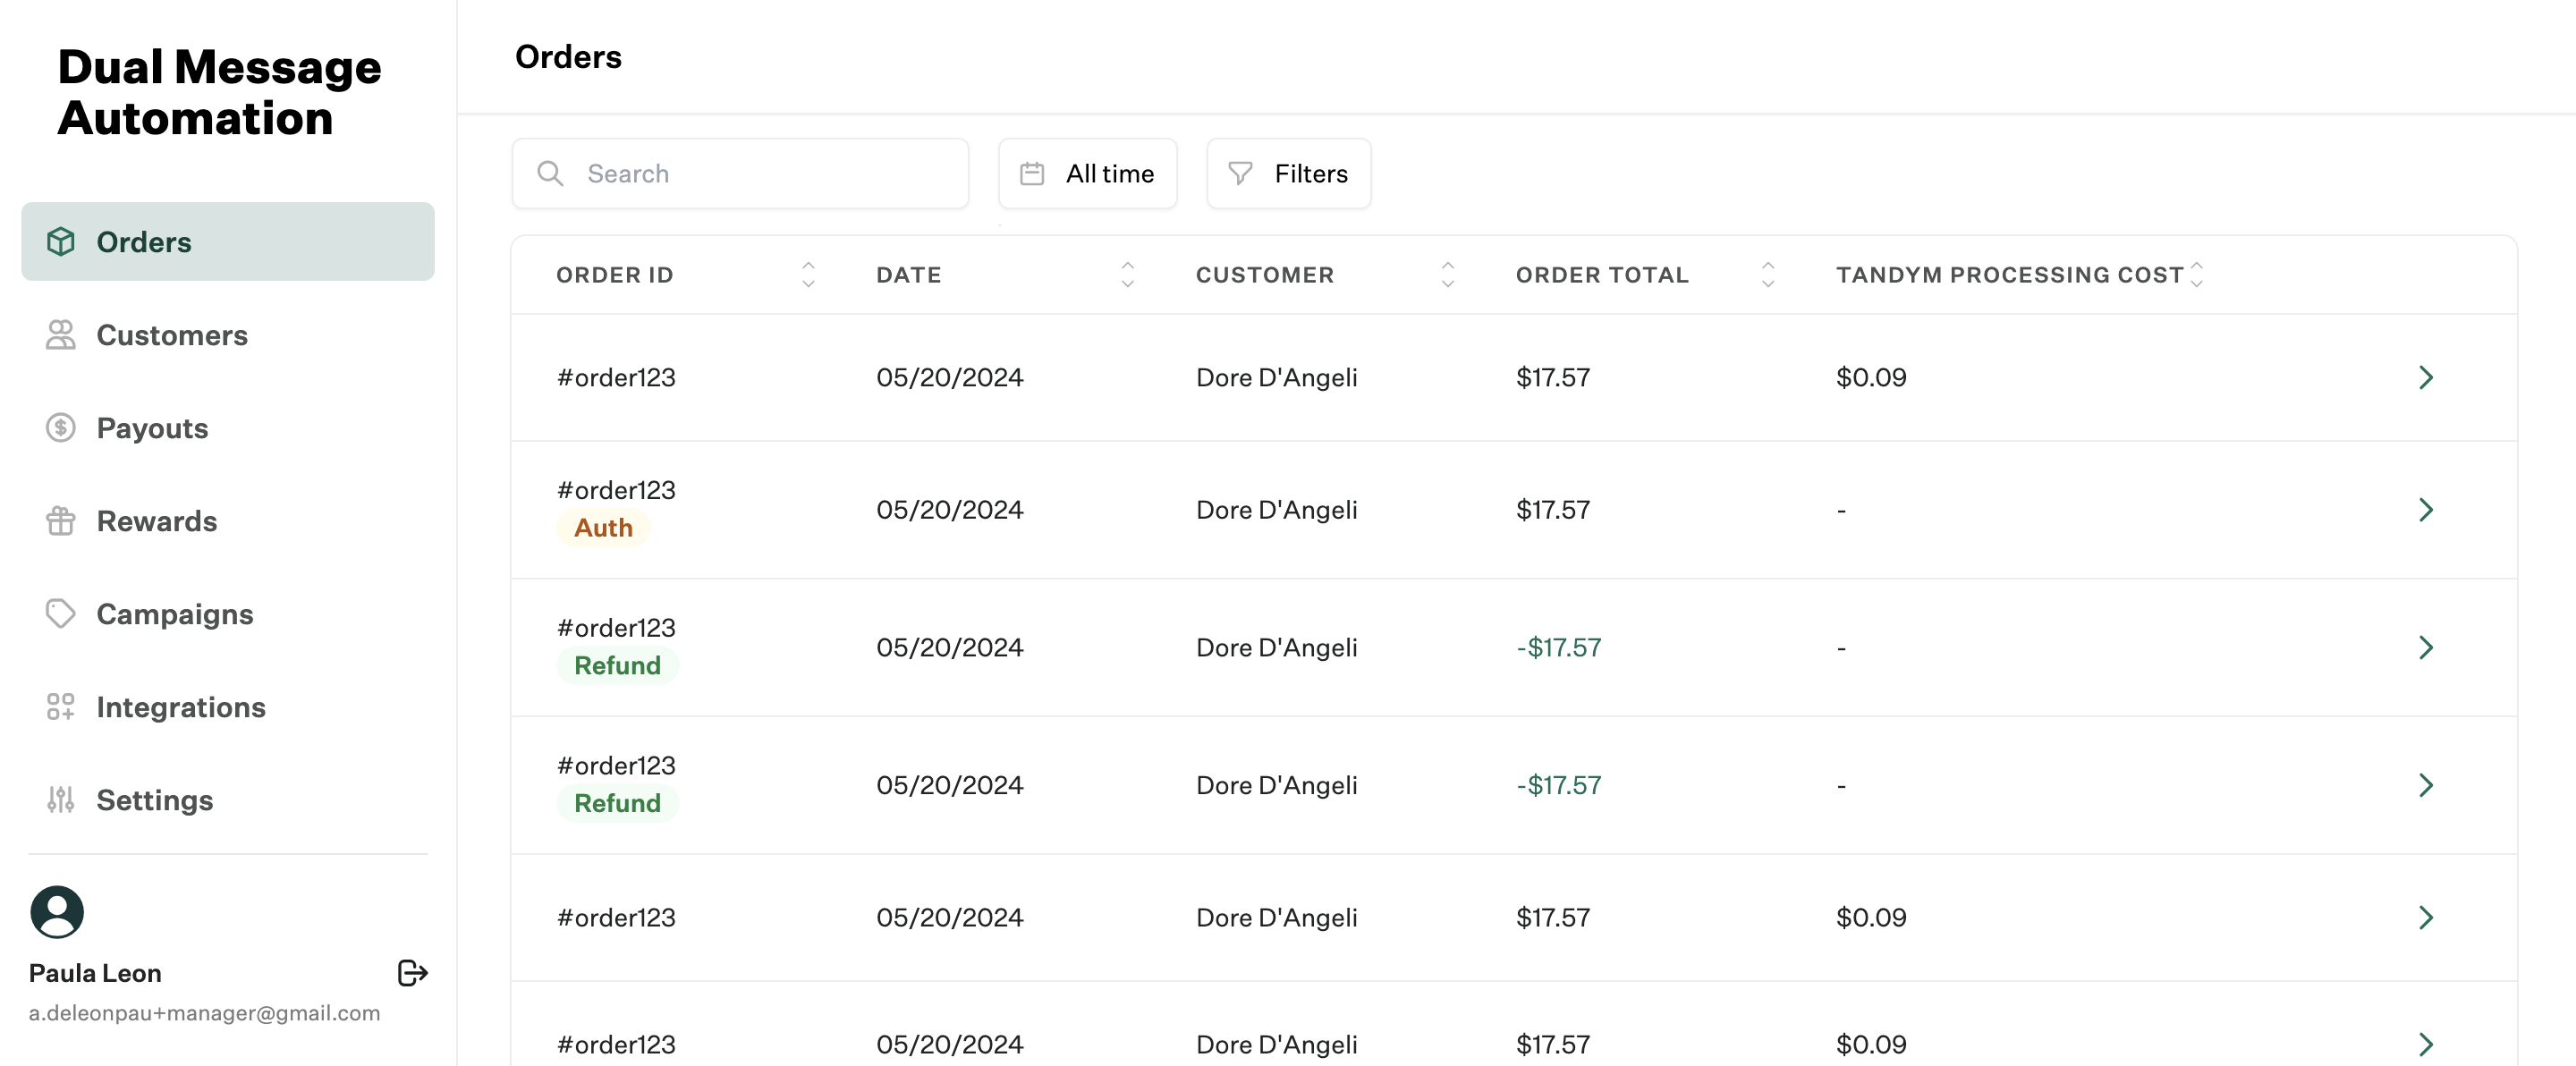 Dual Message
Automation
Orders
Customers
Payouts
Rewards
Campaigns
Integrations
Settings
Paula Leon
a.deleonpau+manager@gmail.com
Orders
Search
All time
Filters
ORDER ID DATE CUSTOMER ORDER TOTAL TANDYM PROCESSING COST
#order123 05/20/2024 Dore D'Angeli $17.57 $0.09
#order123 05/20/2024 Dore D'Angeli $17.57 -
Auth
#order123 05/20/2024 Dore D'Angeli -$17.57 -
Refund
#order123 05/20/2024 Dore D'Angeli -$17.57 -
Refund
#order123 05/20/2024 Dore D'Angeli $17.57 $0.09
#order123 05/20/2024 Dore D'Angeli $17.57 $0.09